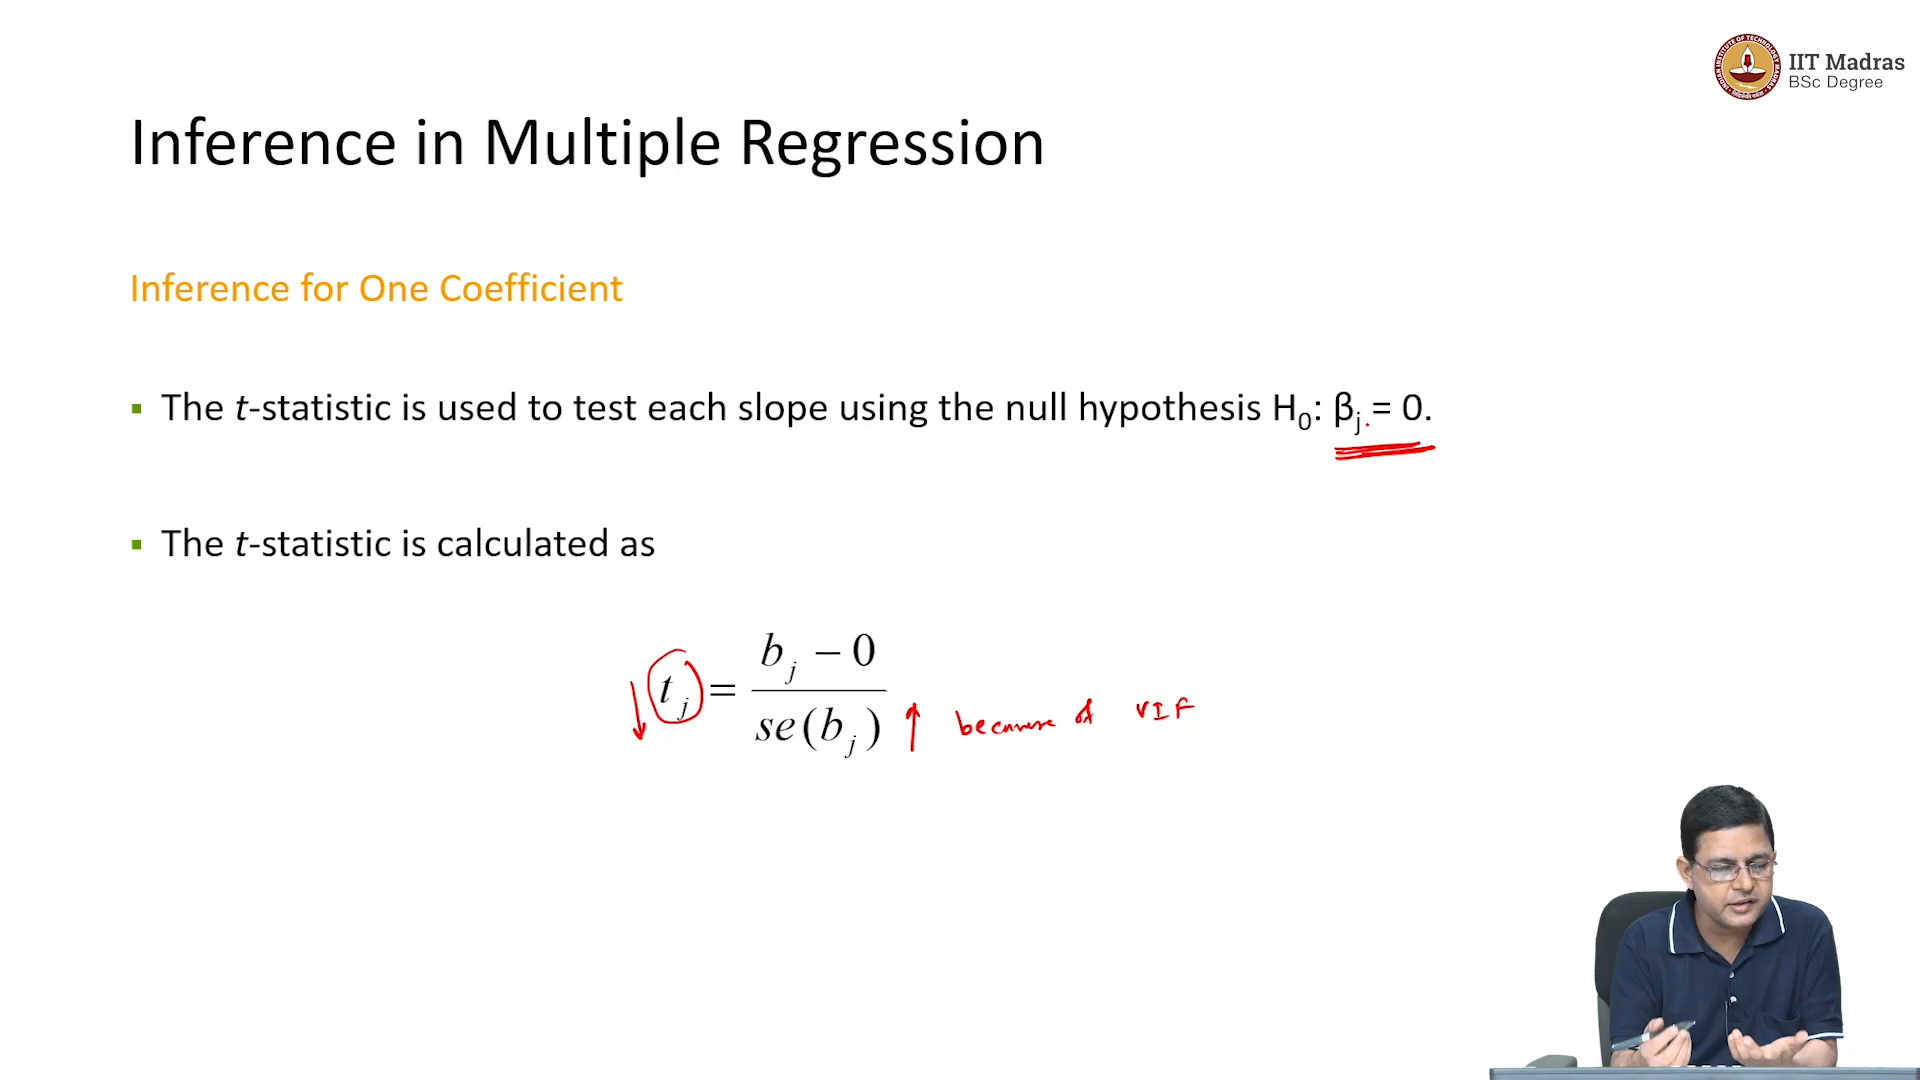 IIT Madras
BSc Degree
Inference in Multiple Regression
Inference for One Coefficient
▪ The t-statistic is used to test each slope using the null hypothesis H₀: βⱼ = 0.
▪ The t-statistic is calculated as
tⱼ = (bⱼ − 0) / se(bⱼ)
↓ ↑ because of VIF